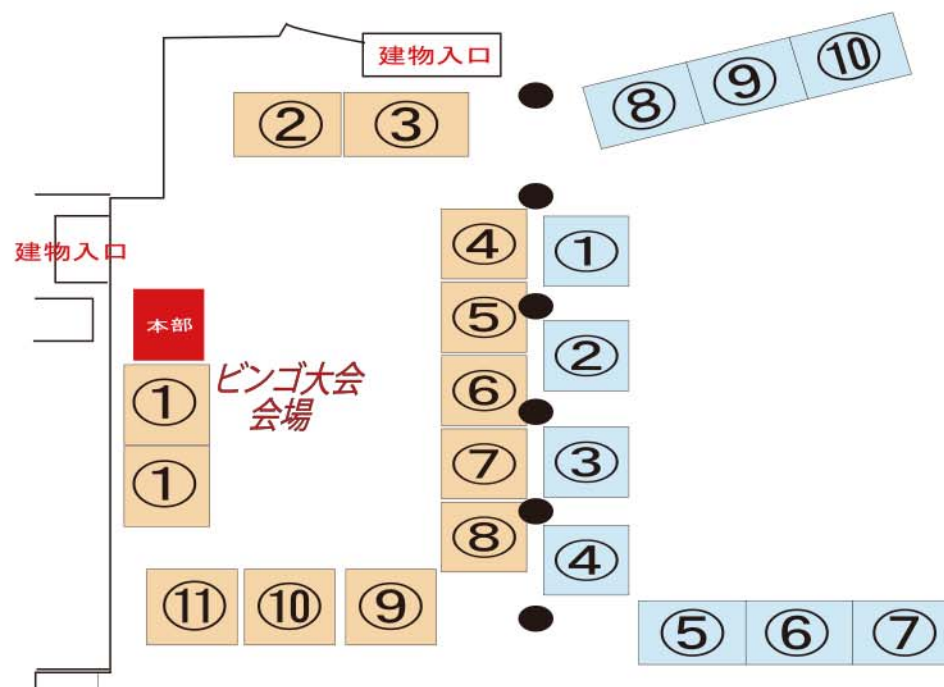 建物入口
⑧ ⑨ ⑩
② ③
④ ①
建物入口
本部
⑤
②
ビンゴ大会
会場
①
⑥
⑦ ③
①
⑧ ④
⑪ ⑩ ⑨
⑤ ⑥ ⑦